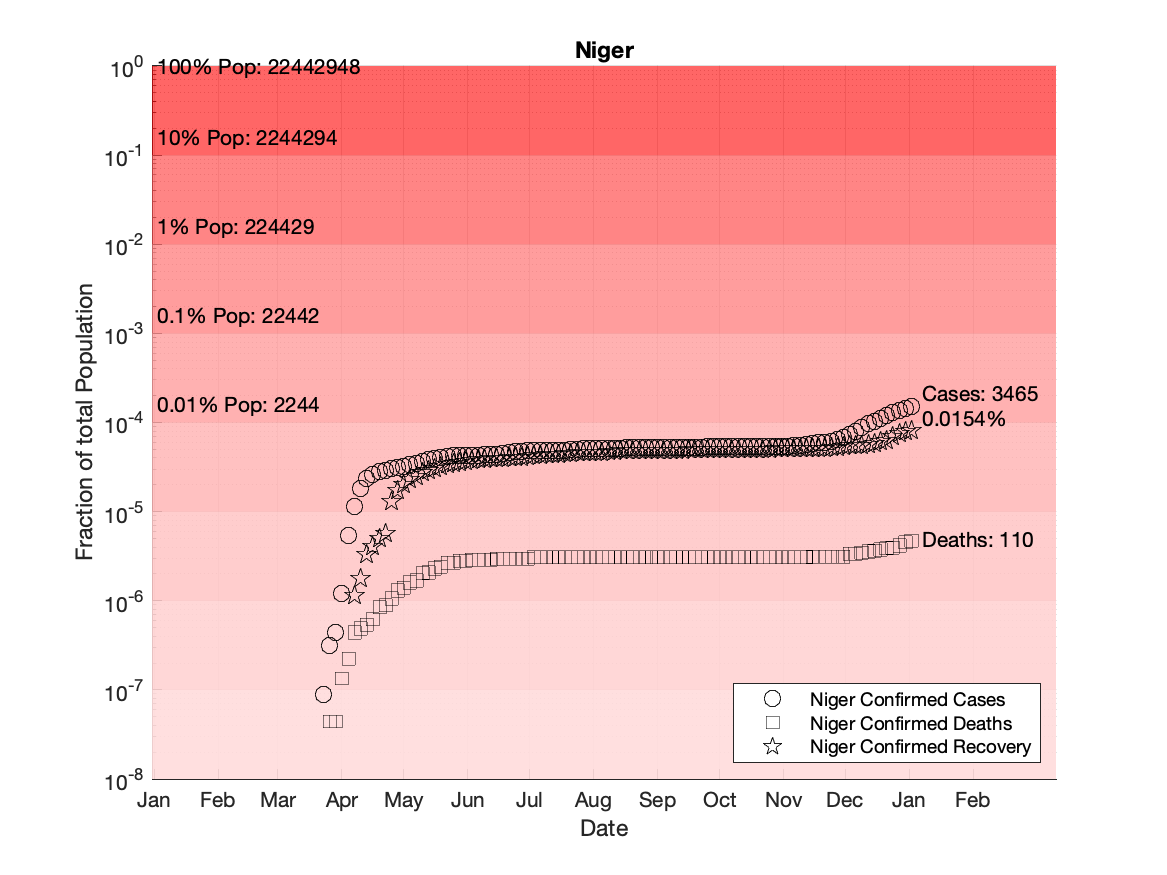 Niger
10^0
100% Pop: 22442948
10% Pop: 2244294
10^-1
1% Pop: 224429
10^-2
0.1% Pop: 22442
10^-3
0.01% Pop: 2244
10^-4
10^-5
10^-6
10^-7
10^-8
Fraction of total Population
Cases: 3465
0.0154%
Deaths: 110
Niger Confirmed Cases
Niger Confirmed Deaths
Niger Confirmed Recovery
Jan Feb Mar Apr May Jun Jul Aug Sep Oct Nov Dec Jan Feb
Date